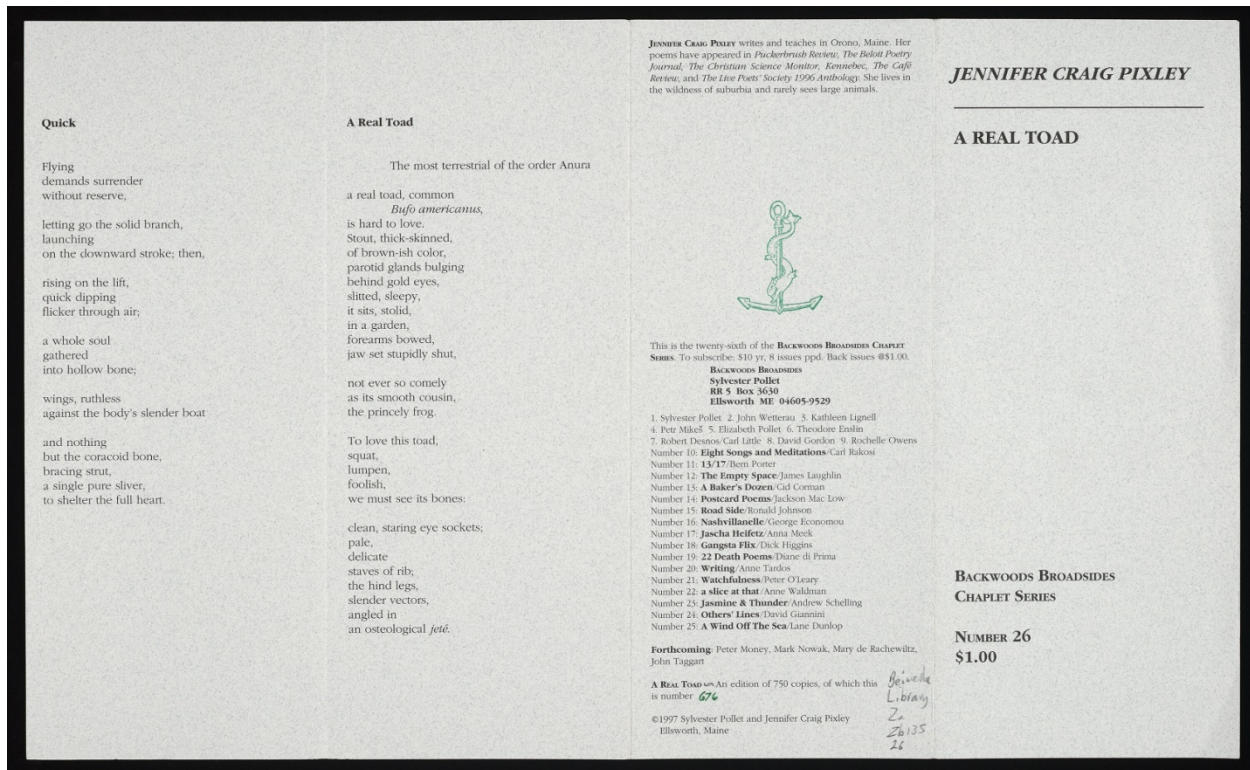 Quick
Flying
demands surrender
without reserve,
letting go the solid branch,
launching
on the downward stroke; then,
rising on the lift,
quick dipping
flicker through air;
a whole soul
gathered
into hollow bone;
wings, ruthless
against the body's slender boat
and nothing
but the coracoid bone,
bracing strut,
a single pure sliver,
to shelter the full heart.
A Real Toad
The most terrestrial of the order Anura
a real toad, common
Bufo americanus,
is hard to love.
Stout, thick-skinned,
of brown-ish color,
parotid glands bulging
behind gold eyes,
slitted, sleepy,
it sits, stolid,
in a garden,
forearms bowed,
jaw set stupidly shut,
not ever so comely
as its smooth cousin,
the princely frog.
To love this toad,
squat,
lumpen,
foolish,
we must see its bones:
clean, staring eye sockets;
pale,
delicate
staves of rib;
the hind legs,
slender vectors,
angled in
an osteological jeté.
JENNIFER CRAIG PIXLEY writes and teaches in Orono, Maine. Her
poems have appeared in Puckerbrush Review, The Beloit Poetry
Journal, The Christian Science Monitor, Kennebec, The Café
Review, and The Live Poets' Society 1996 Anthology. She lives in
the wildness of suburbia and rarely sees large animals.
This is the twenty-sixth of the BACKWOODS BROADSIDES CHAPLET
SERIES. To subscribe: $10 yr, 8 issues ppd. Back issues @$1.00.
BACKWOODS BROADSIDES
Sylvester Pollet
RR 5 Box 3630
Ellsworth ME 04605-9529
1. Sylvester Pollet 2. John Wetterau 3. Kathleen Lignell
4. Petr Mikeš 5. Elizabeth Pollet 6. Theodore Enslin
7. Robert Desnos/Carl Little 8. David Gordon 9. Rochelle Owens
Number 10: Eight Songs and Meditations/Carl Rakosi
Number 11: 13/17/Bern Porter
Number 12: The Empty Space/James Laughlin
Number 13: A Baker's Dozen/Cid Corman
Number 14: Postcard Poems/Jackson Mac Low
Number 15: Road Side/Ronald Johnson
Number 16: Nashvillanelle/George Economou
Number 17: Jascha Heifetz/Anna Meek
Number 18: Gangsta Flix/Dick Higgins
Number 19: 22 Death Poems/Diane di Prima
Number 20: Writing/Anne Tardos
Number 21: Watchfulness/Peter O'Leary
Number 22: a slice at that/Anne Waldman
Number 23: Jasmine & Thunder/Andrew Schelling
Number 24: Others' Lines/David Giannini
Number 25: A Wind Off The Sea/Lane Dunlop
Forthcoming: Peter Money, Mark Nowak, Mary de Rachewiltz,
John Taggart
A REAL TOAD An edition of 750 copies, of which this
is number 676
©1997 Sylvester Pollet and Jennifer Craig Pixley
Ellsworth, Maine
Library
Za
Zb135
26
JENNIFER CRAIG PIXLEY
A REAL TOAD
BACKWOODS BROADSIDES
CHAPLET SERIES
NUMBER 26
$1.00